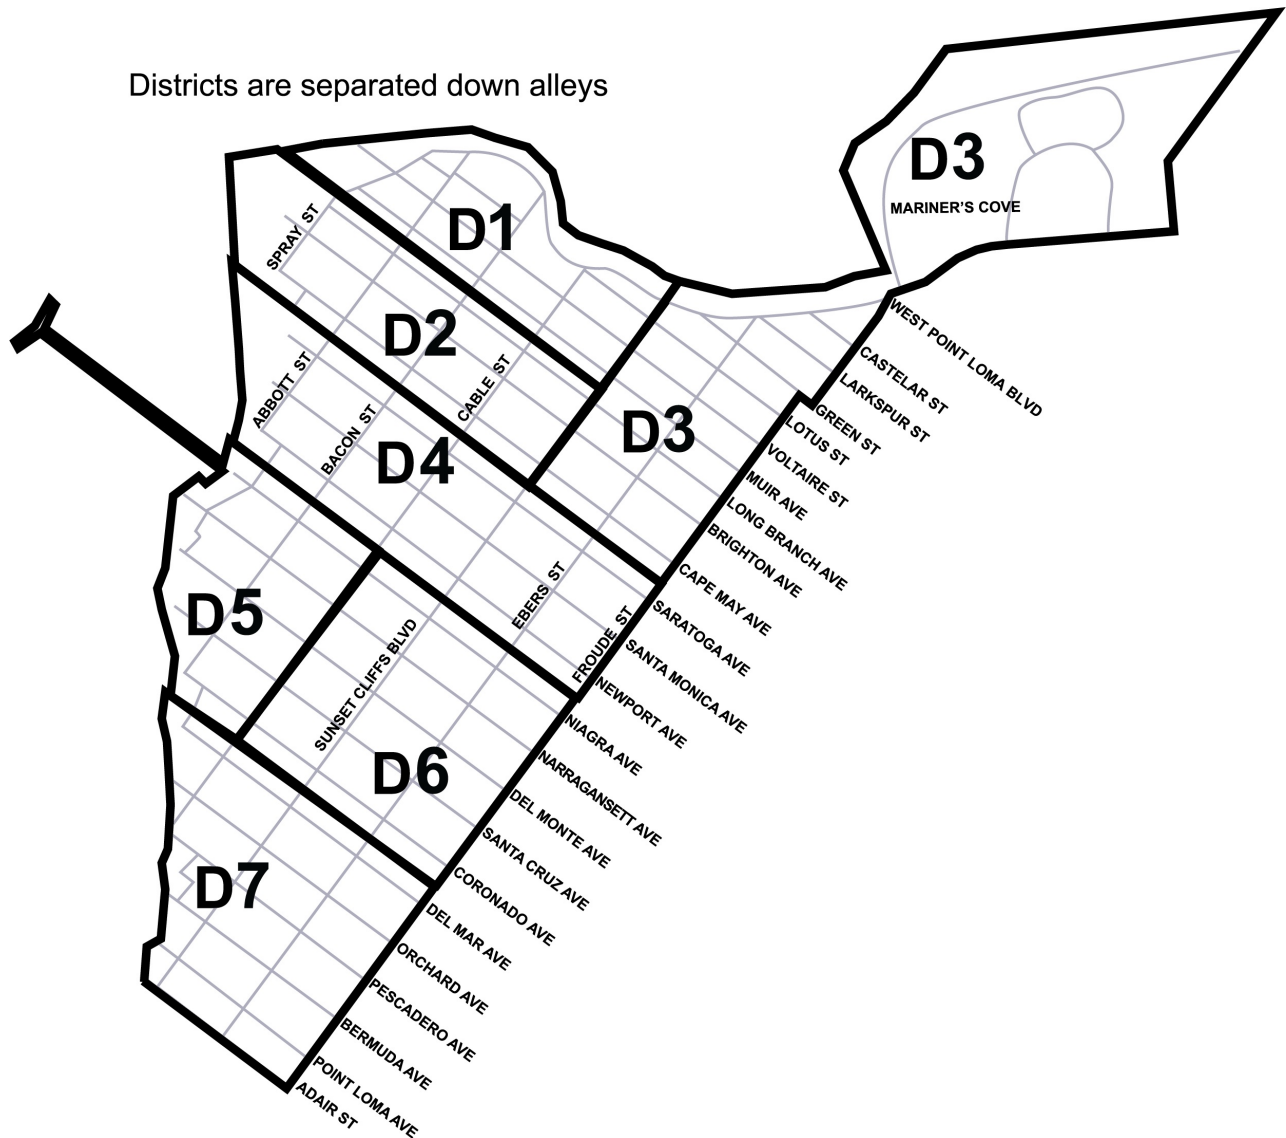 Districts are separated down alleys
D3
MARINER'S COVE
D1
SPRAY ST
D2
WEST POINT LOMA BLVD
CASTELAR ST
LARKSPUR ST
GREEN ST
LOTUS ST
VOLTAIRE ST
MUIR AVE
LONG BRANCH AVE
BRIGHTON AVE
CAPE MAY AVE
SARATOGA AVE
SANTA MONICA AVE
NEWPORT AVE
NIAGRA AVE
NARRAGANSETT AVE
DEL MONTE AVE
SANTA CRUZ AVE
CORONADO AVE
DEL MAR AVE
ORCHARD AVE
PESCADERO AVE
BERMUDA AVE
POINT LOMA AVE
ADAIR ST
ABBOTT ST
CABLE ST
BACON ST
D3
D4
EBERS ST
D5
FROUDE ST
SUNSET CLIFFS BLVD
D6
D7